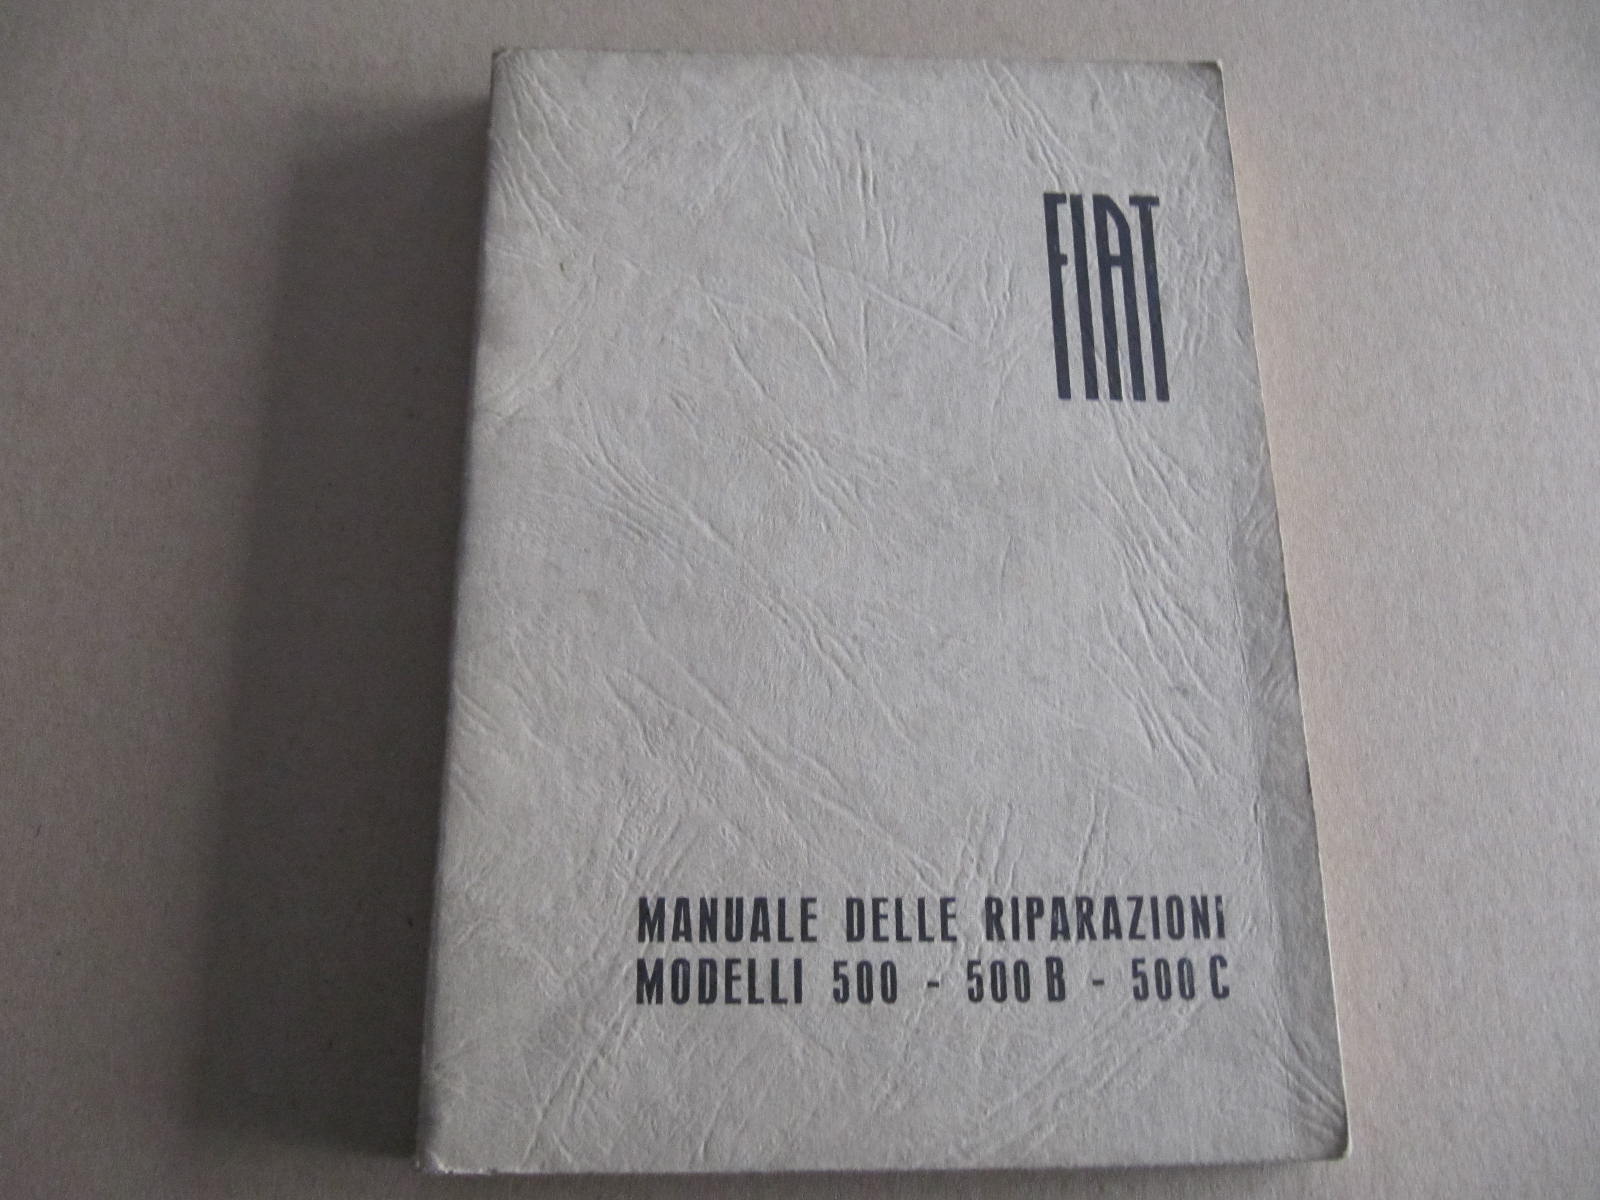 FIAT
MANUALE DELLE RIPARAZIONI
MODELLI 500 - 500 B - 500 C